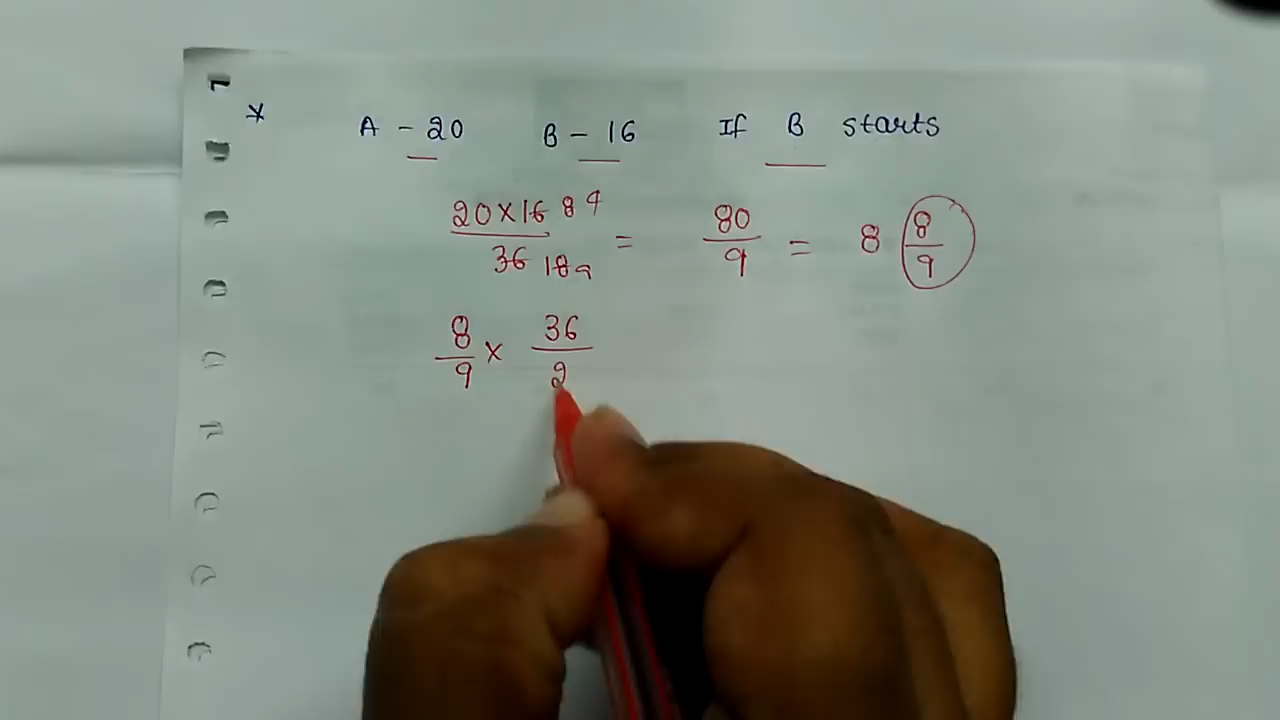 * A - 20 B - 16 If B starts
20 X 16 8 4
36 18 9
= 80/9 = 8 8/9
8/9 x 36/2